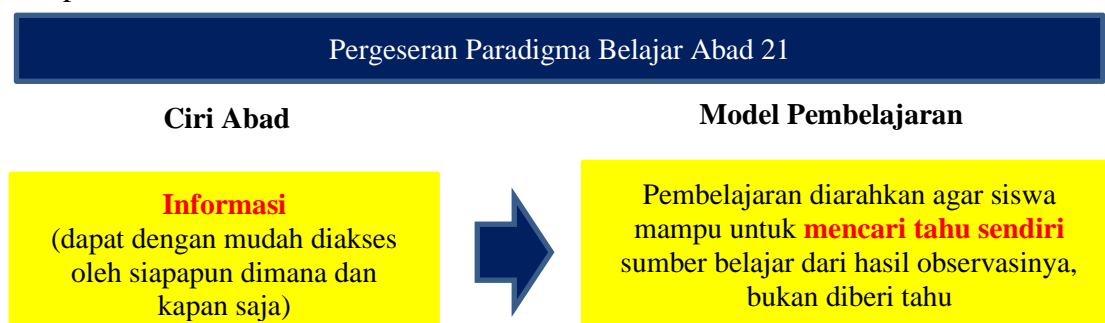 Pergeseran Paradigma Belajar Abad 21
Ciri Abad
Model Pembelajaran
Informasi
(dapat dengan mudah diakses
oleh siapapun dimana dan
kapan saja)
Pembelajaran diarahkan agar siswa
mampu untuk mencari tahu sendiri
sumber belajar dari hasil observasinya,
bukan diberi tahu